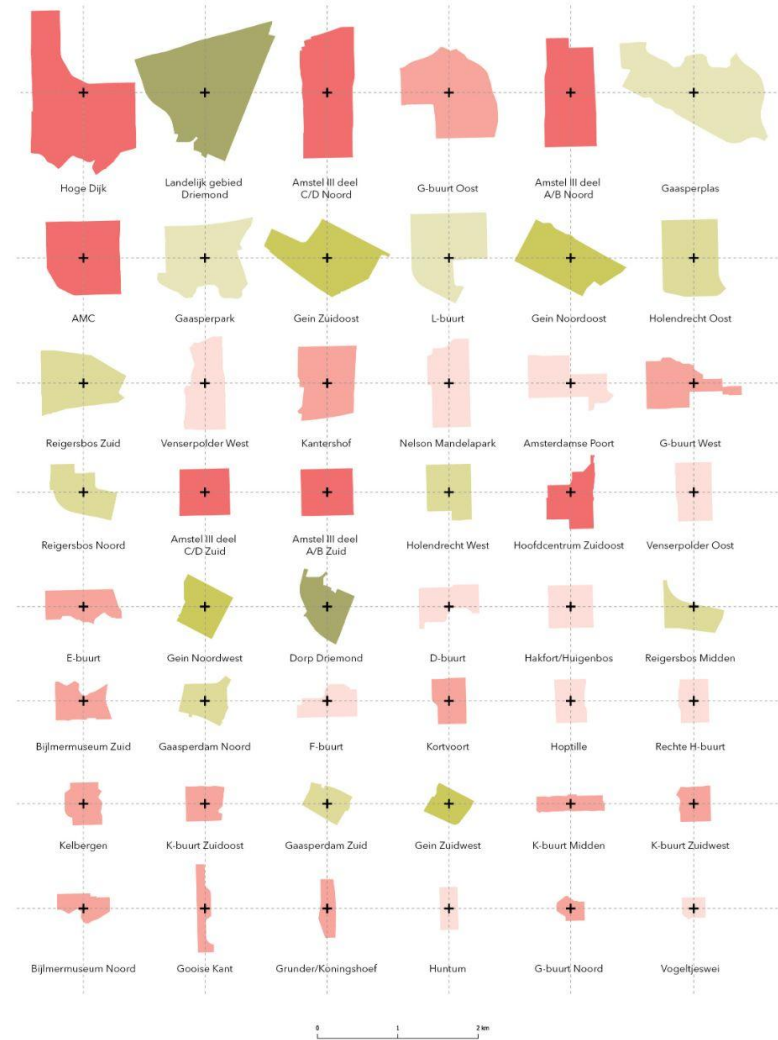 Hoge Dijk
Landelijk gebied
Driemond
Amstel III deel
C/D Noord
G-buurt Oost
Amstel III deel
A/B Noord
Gaasperplas
AMC
Gaasperpark
Gein Zuidoost
L-buurt
Gein Noordoost
Holendrecht Oost
Reigersbos Zuid
Venserpolder West
Kantershof
Nelson Mandelapark
Amsterdamse Poort
G-buurt West
Reigersbos Noord
Amstel III deel
C/D Zuid
Amstel III deel
A/B Zuid
Holendrecht West
Hoofdcentrum Zuidoost
Venserpolder Oost
E-buurt
Gein Noordwest
Dorp Driemond
D-buurt
Hakfort/Huigenbos
Reigersbos Midden
Bijlmermuseum Zuid
Gaasperdam Noord
F-buurt
Kortvoort
Hoptille
Rechte H-buurt
Kelbergen
K-buurt Zuidoost
Gaasperdam Zuid
Gein Zuidwest
K-buurt Midden
K-buurt Zuidwest
Bijlmermuseum Noord
Gooise Kant
Grunder/Koningshoef
Huntum
G-buurt Noord
Vogeltjeswei
0 1 2 km